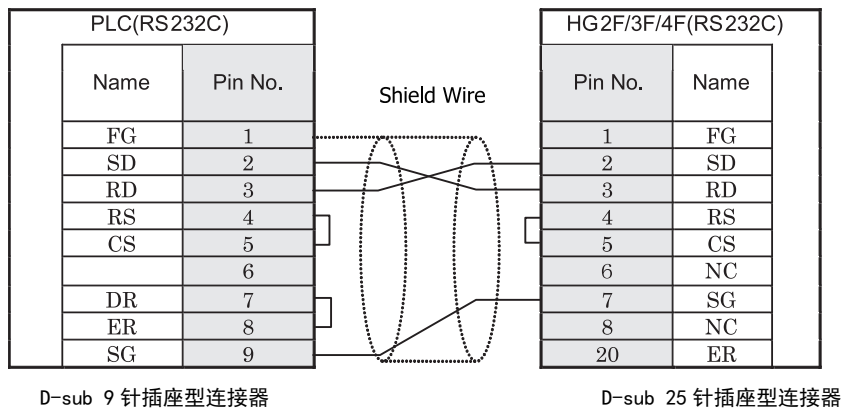 PLC(RS232C) HG2F/3F/4F(RS232C)
Name Pin No. Shield Wire Pin No. Name
FG 1 1 FG
SD 2 2 SD
RD 3 3 RD
RS 4 4 RS
CS 5 5 CS
6 6 NC
DR 7 7 SG
ER 8 8 NC
SG 9 20 ER
D-sub 9 针插座型连接器 D-sub 25 针插座型连接器